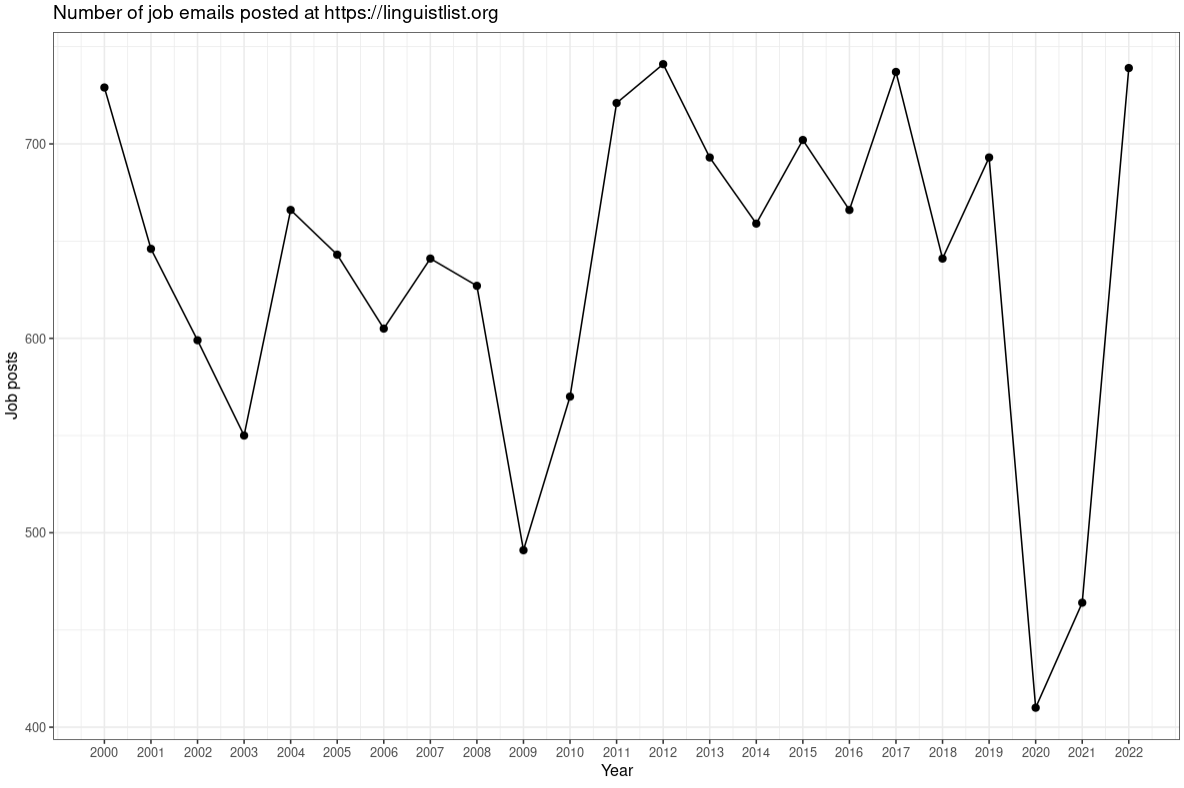 Number of job emails posted at https://linguistlist.org
700
600
500
400
Job posts
2000 2001 2002 2003 2004 2005 2006 2007 2008 2009 2010 2011 2012 2013 2014 2015 2016 2017 2018 2019 2020 2021 2022
Year